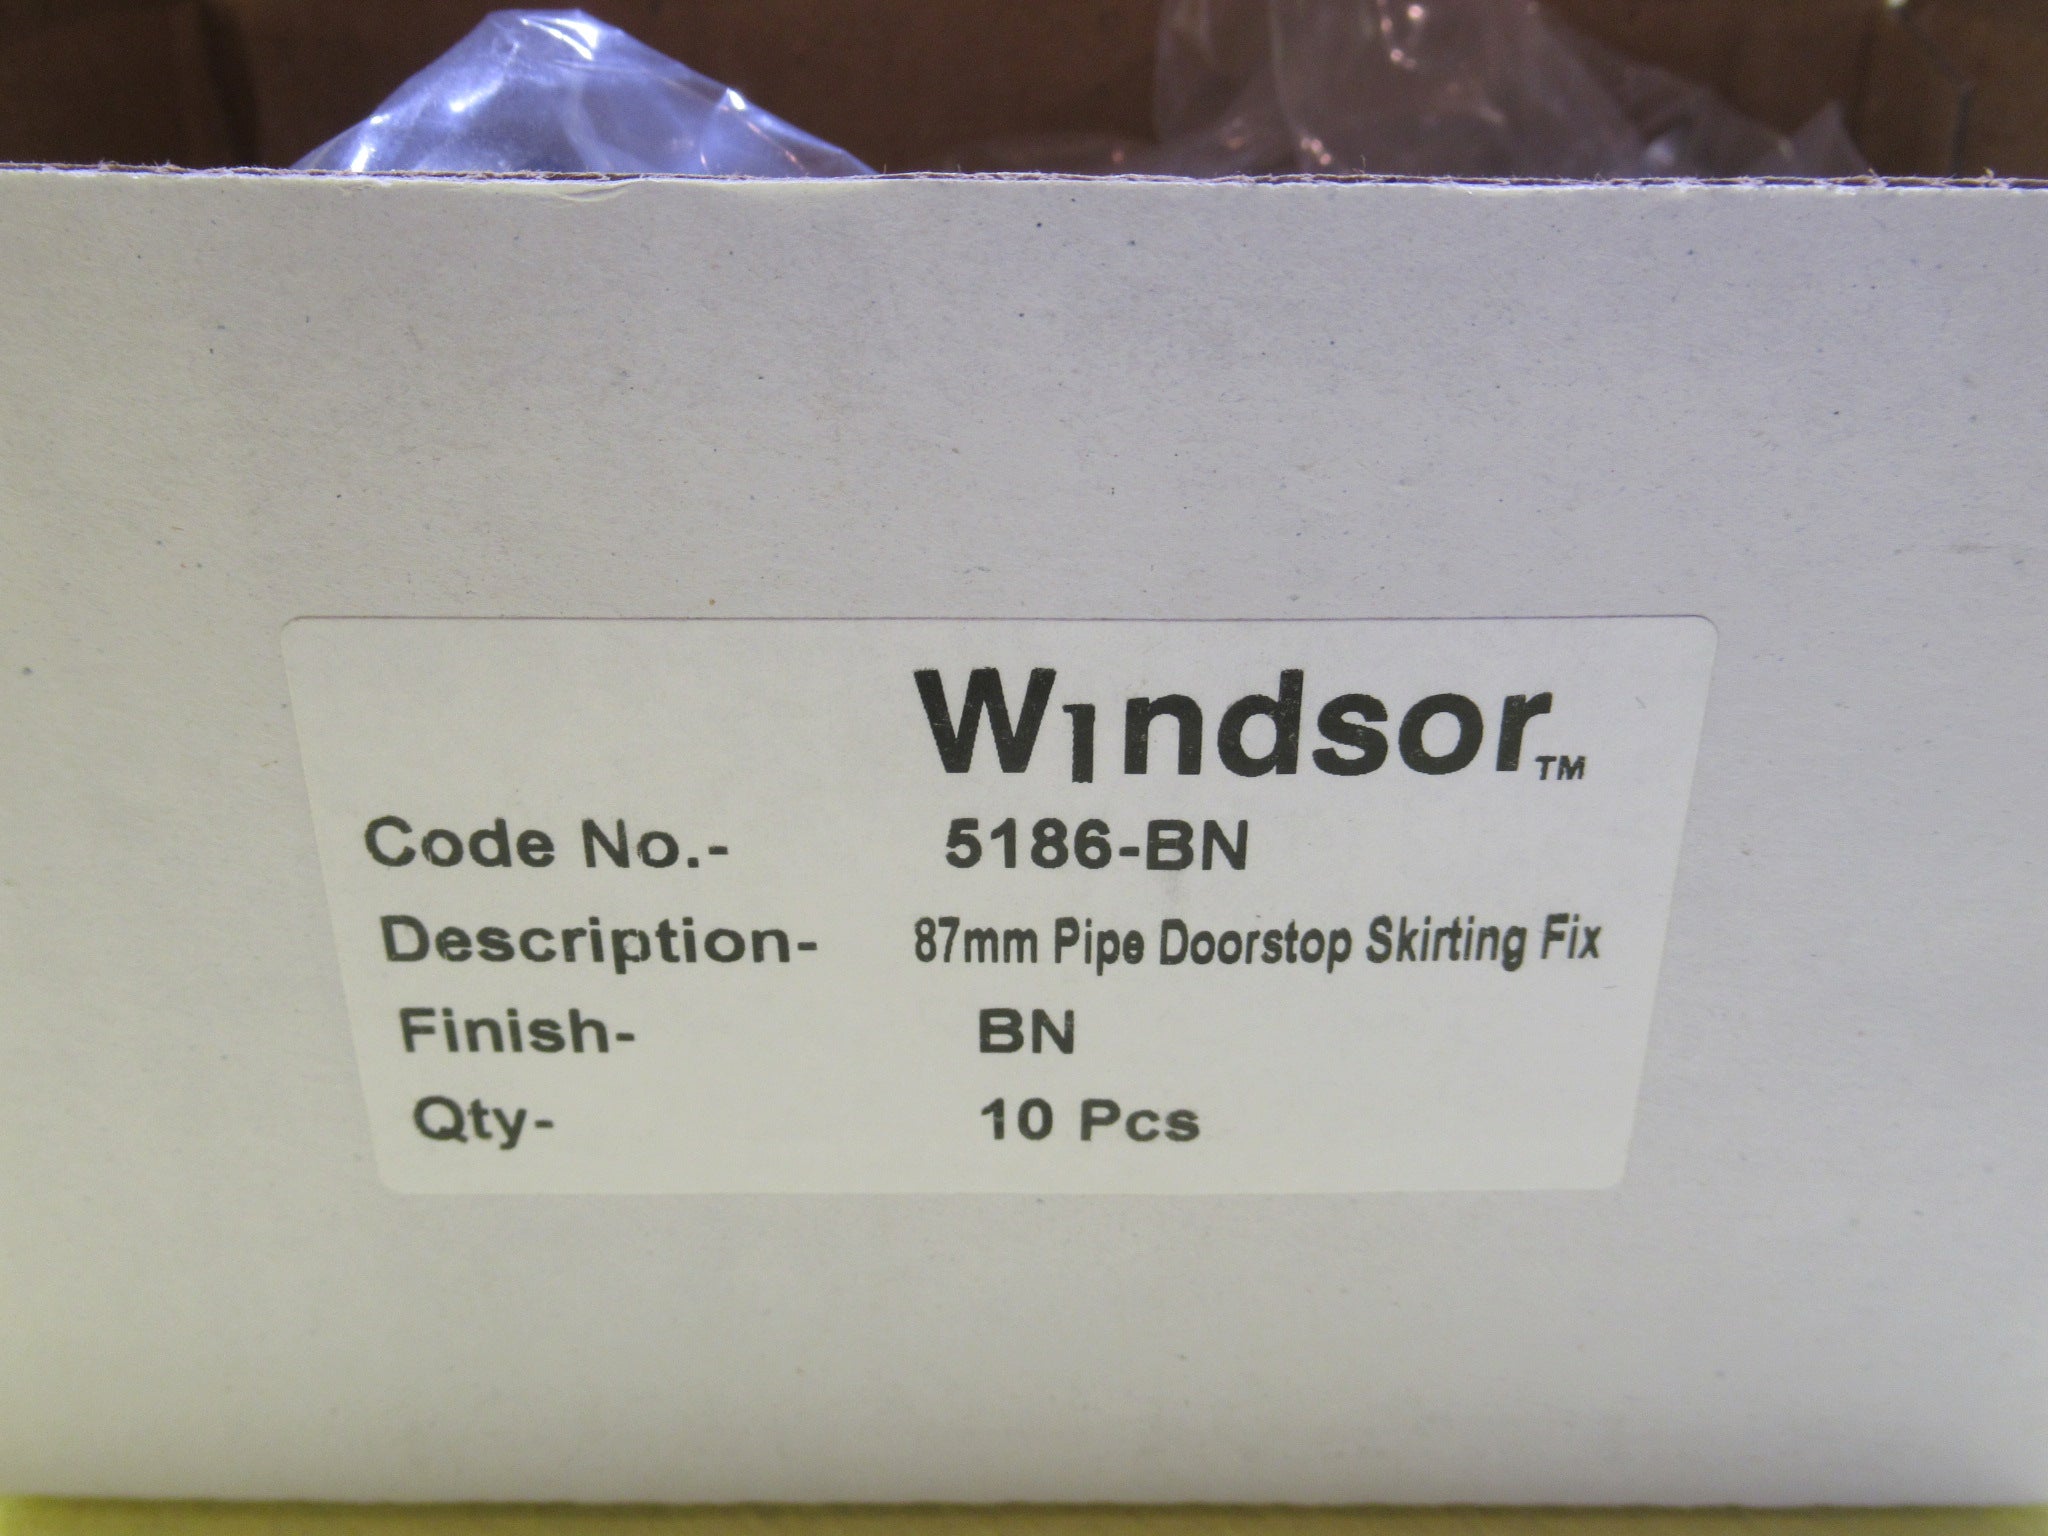 Windsor™
Code No.- 5186-BN
Description- 87mm Pipe Doorstop Skirting Fix
Finish- BN
Qty- 10 Pcs